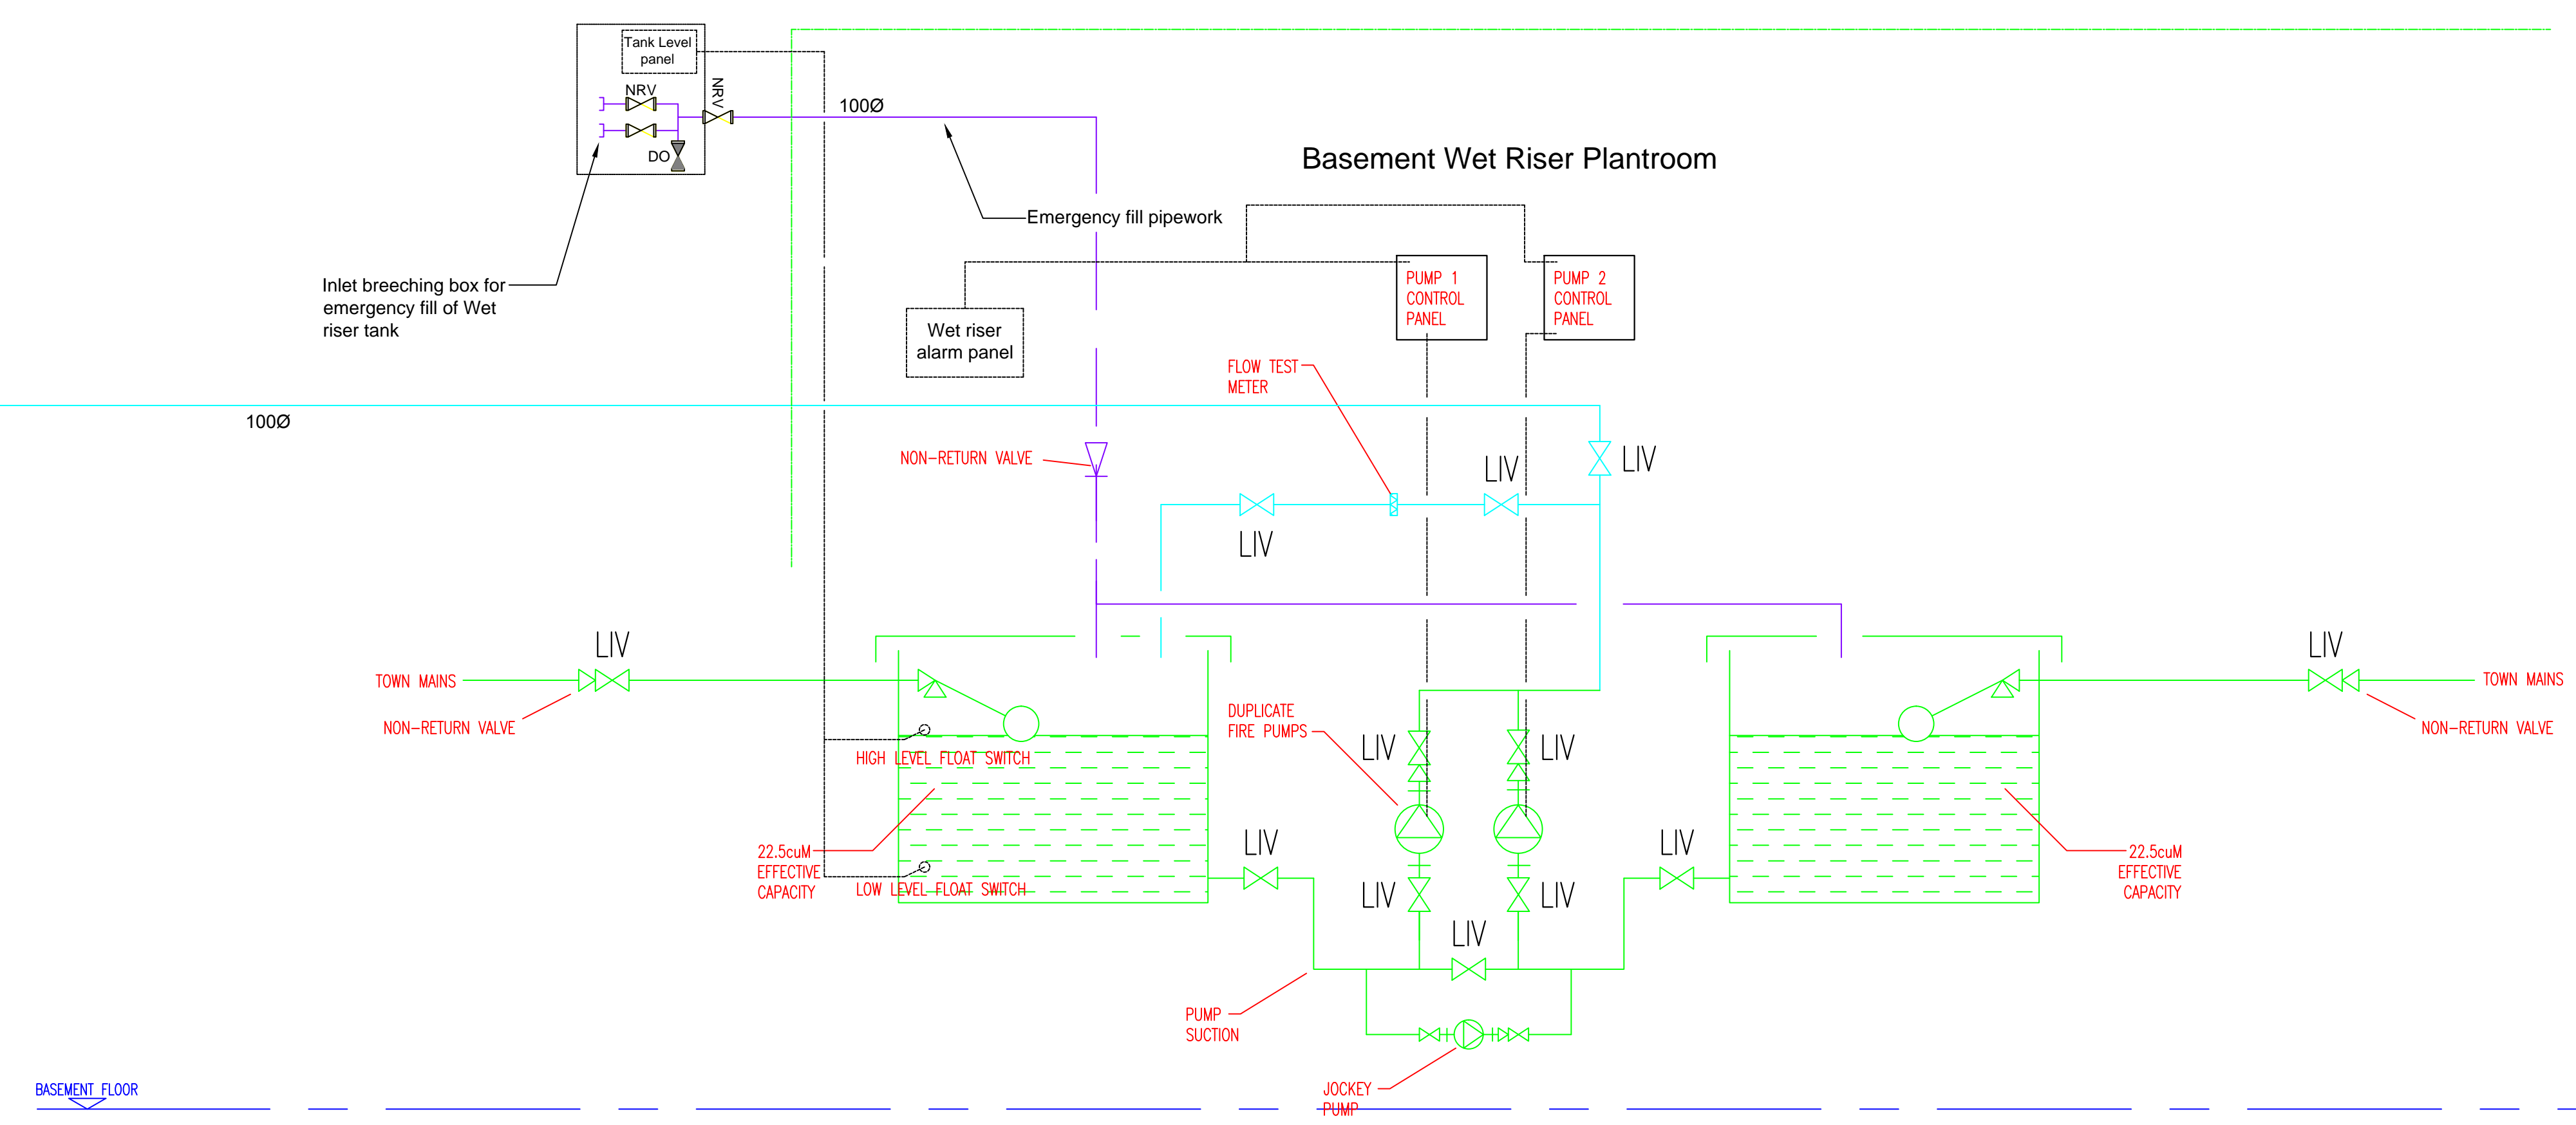 Tank Level
panel
NRV
NRV
DO
100Ø
Basement Wet Riser Plantroom
Emergency fill pipework
Inlet breeching box for
emergency fill of Wet
riser tank
PUMP 1
CONTROL
PANEL
PUMP 2
CONTROL
PANEL
Wet riser
alarm panel
FLOW TEST
METER
100Ø
NON-RETURN VALVE
LIV
LIV
LIV
LIV
TOWN MAINS
NON-RETURN VALVE
LIV
TOWN MAINS
NON-RETURN VALVE
DUPLICATE
FIRE PUMPS
LIV
LIV
HIGH LEVEL FLOAT SWITCH
22.5cuM
EFFECTIVE
CAPACITY
LOW LEVEL FLOAT SWITCH
LIV
LIV
LIV
LIV
22.5cuM
EFFECTIVE
CAPACITY
LIV
PUMP
SUCTION
JOCKEY
PUMP
BASEMENT FLOOR